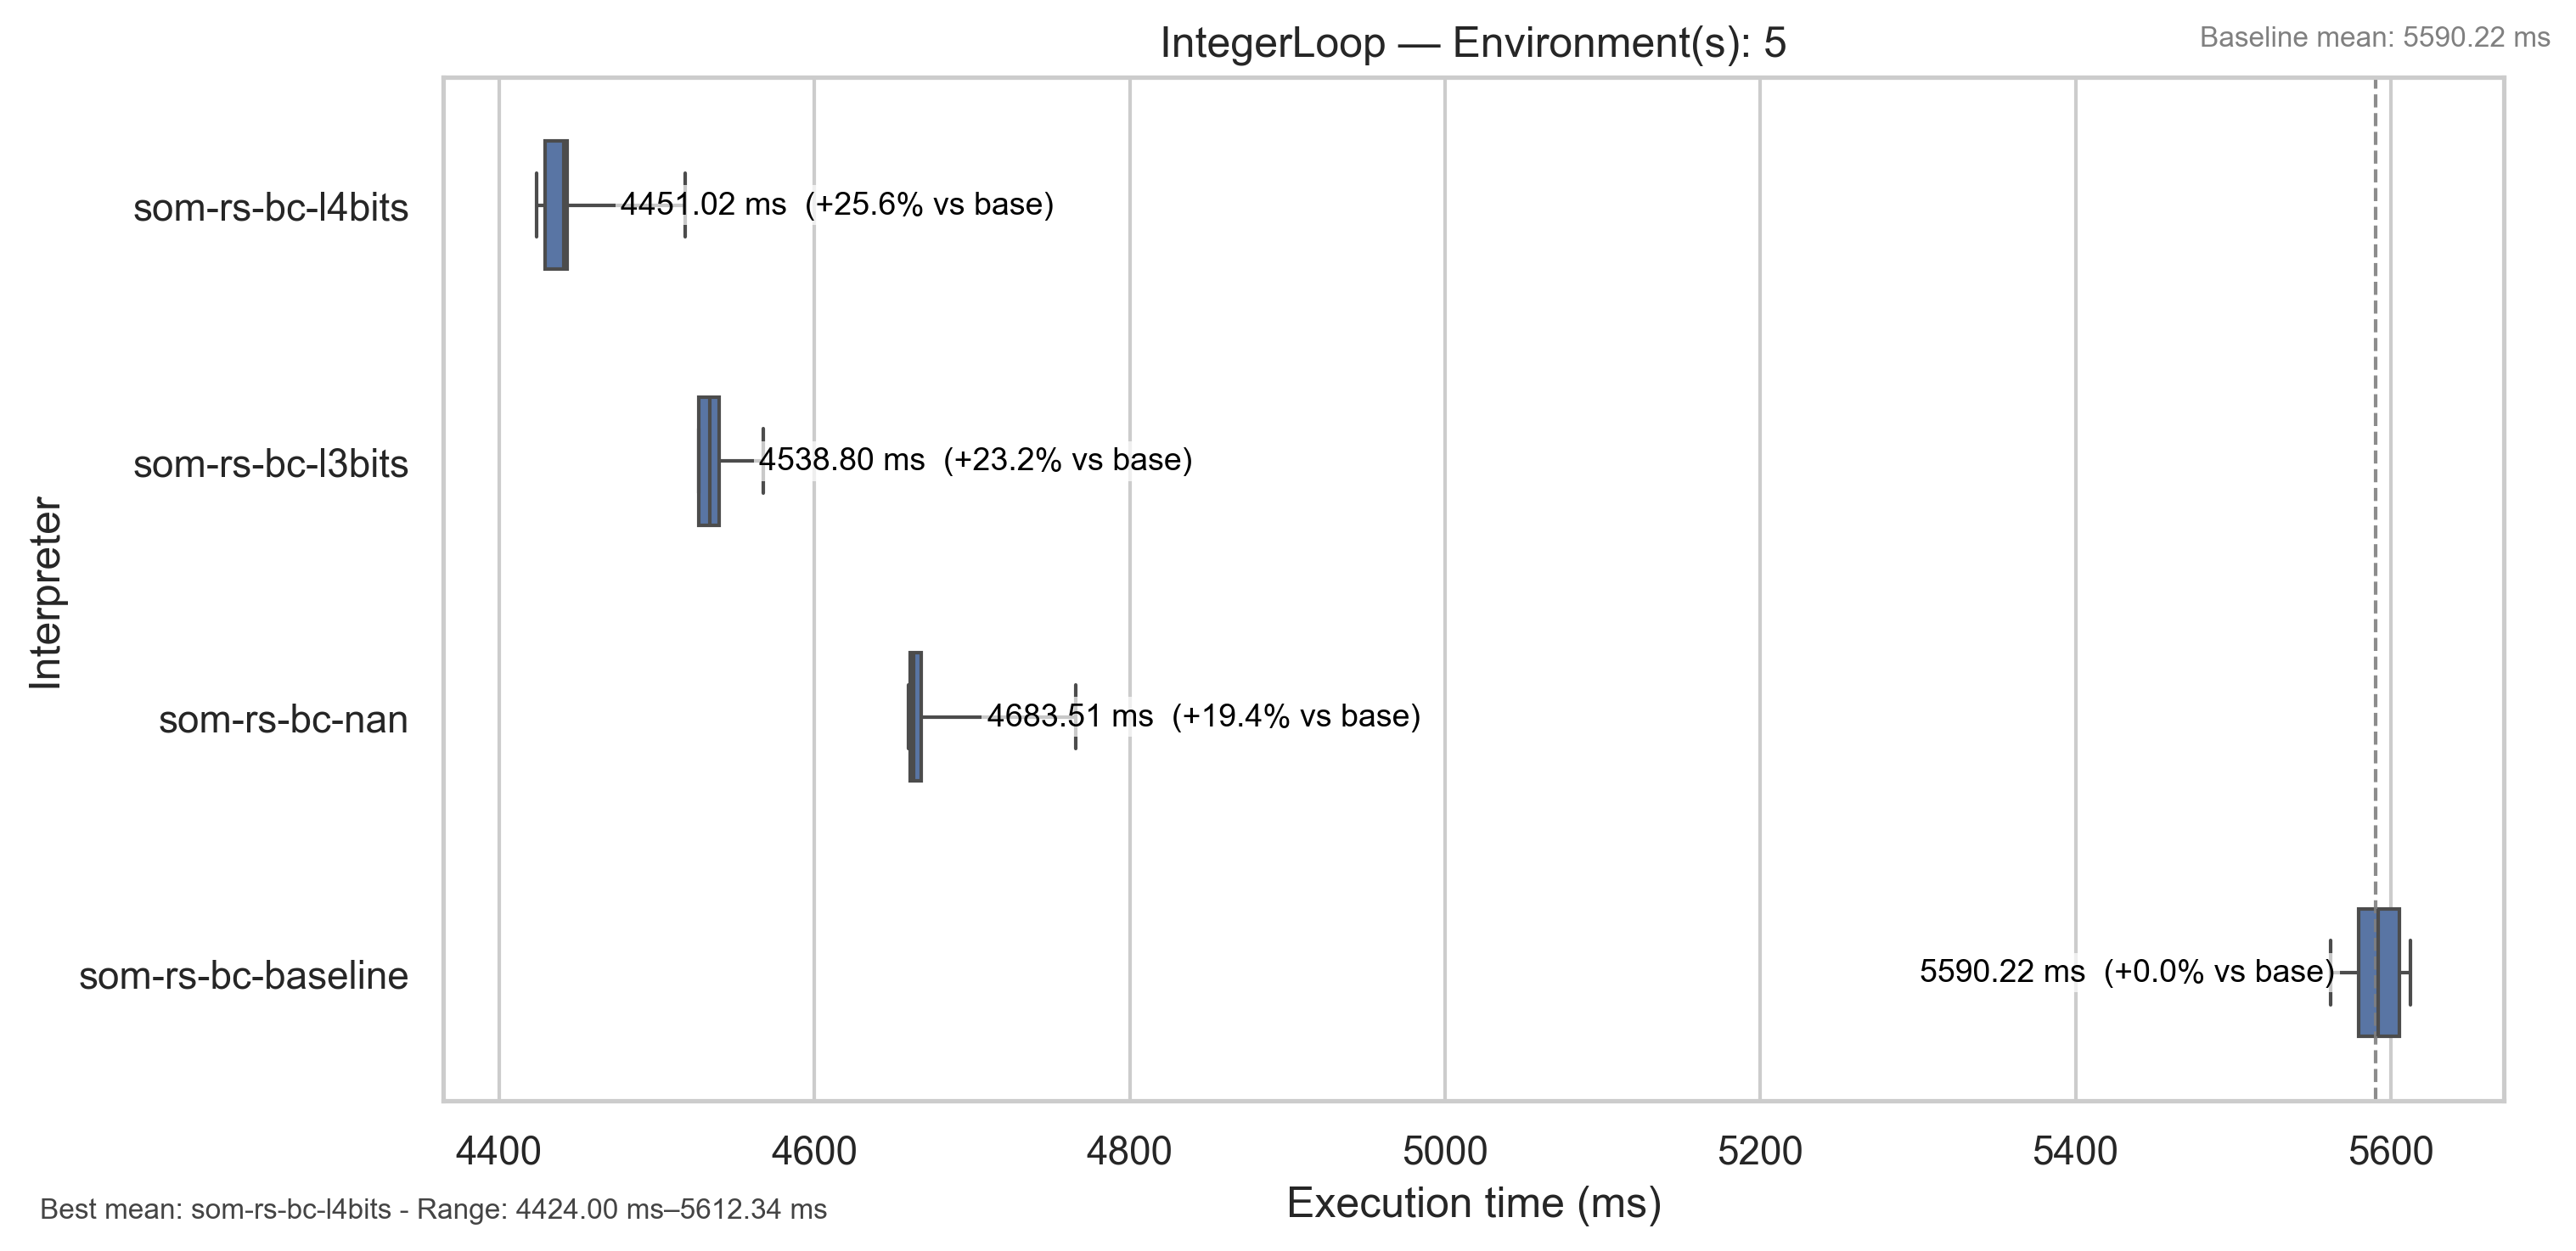 IntegerLoop — Environment(s): 5
Baseline mean: 5590.22 ms
Interpreter
som-rs-bc-l4bits
4451.02 ms (+25.6% vs base)
som-rs-bc-l3bits
4538.80 ms (+23.2% vs base)
som-rs-bc-nan
4683.51 ms (+19.4% vs base)
som-rs-bc-baseline
5590.22 ms (+0.0% vs base)
4400 4600 4800 5000 5200 5400 5600
Execution time (ms)
Best mean: som-rs-bc-l4bits - Range: 4424.00 ms–5612.34 ms